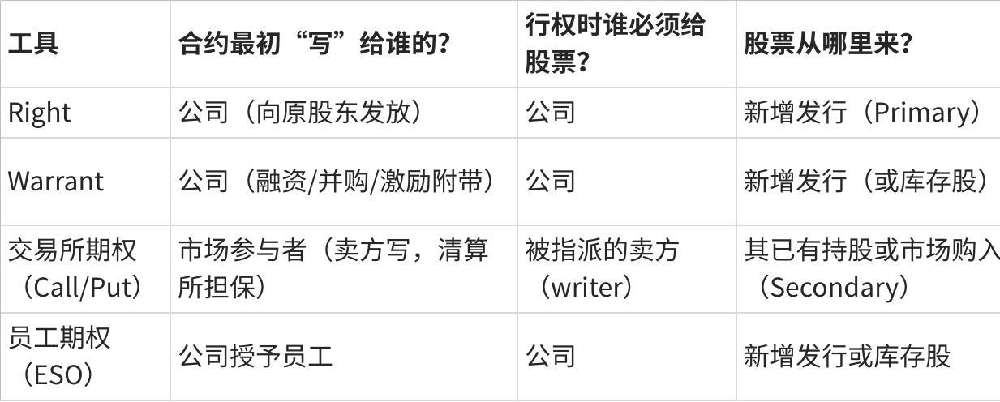 工具
合约最初“写”给谁的？
行权时谁必须给
股票？
股票从哪里来？
Right
公司（向原股东发放）
公司
新增发行（Primary）
Warrant
公司（融资/并购/激励附带）
公司
新增发行（或库存股）
交易所期权
（Call/Put）
市场参与者（卖方写，清算
所担保）
被指派的卖方
（writer）
其已有持股或市场购入
（Secondary）
员工期权
（ESO）
公司授予员工
公司
新增发行或库存股